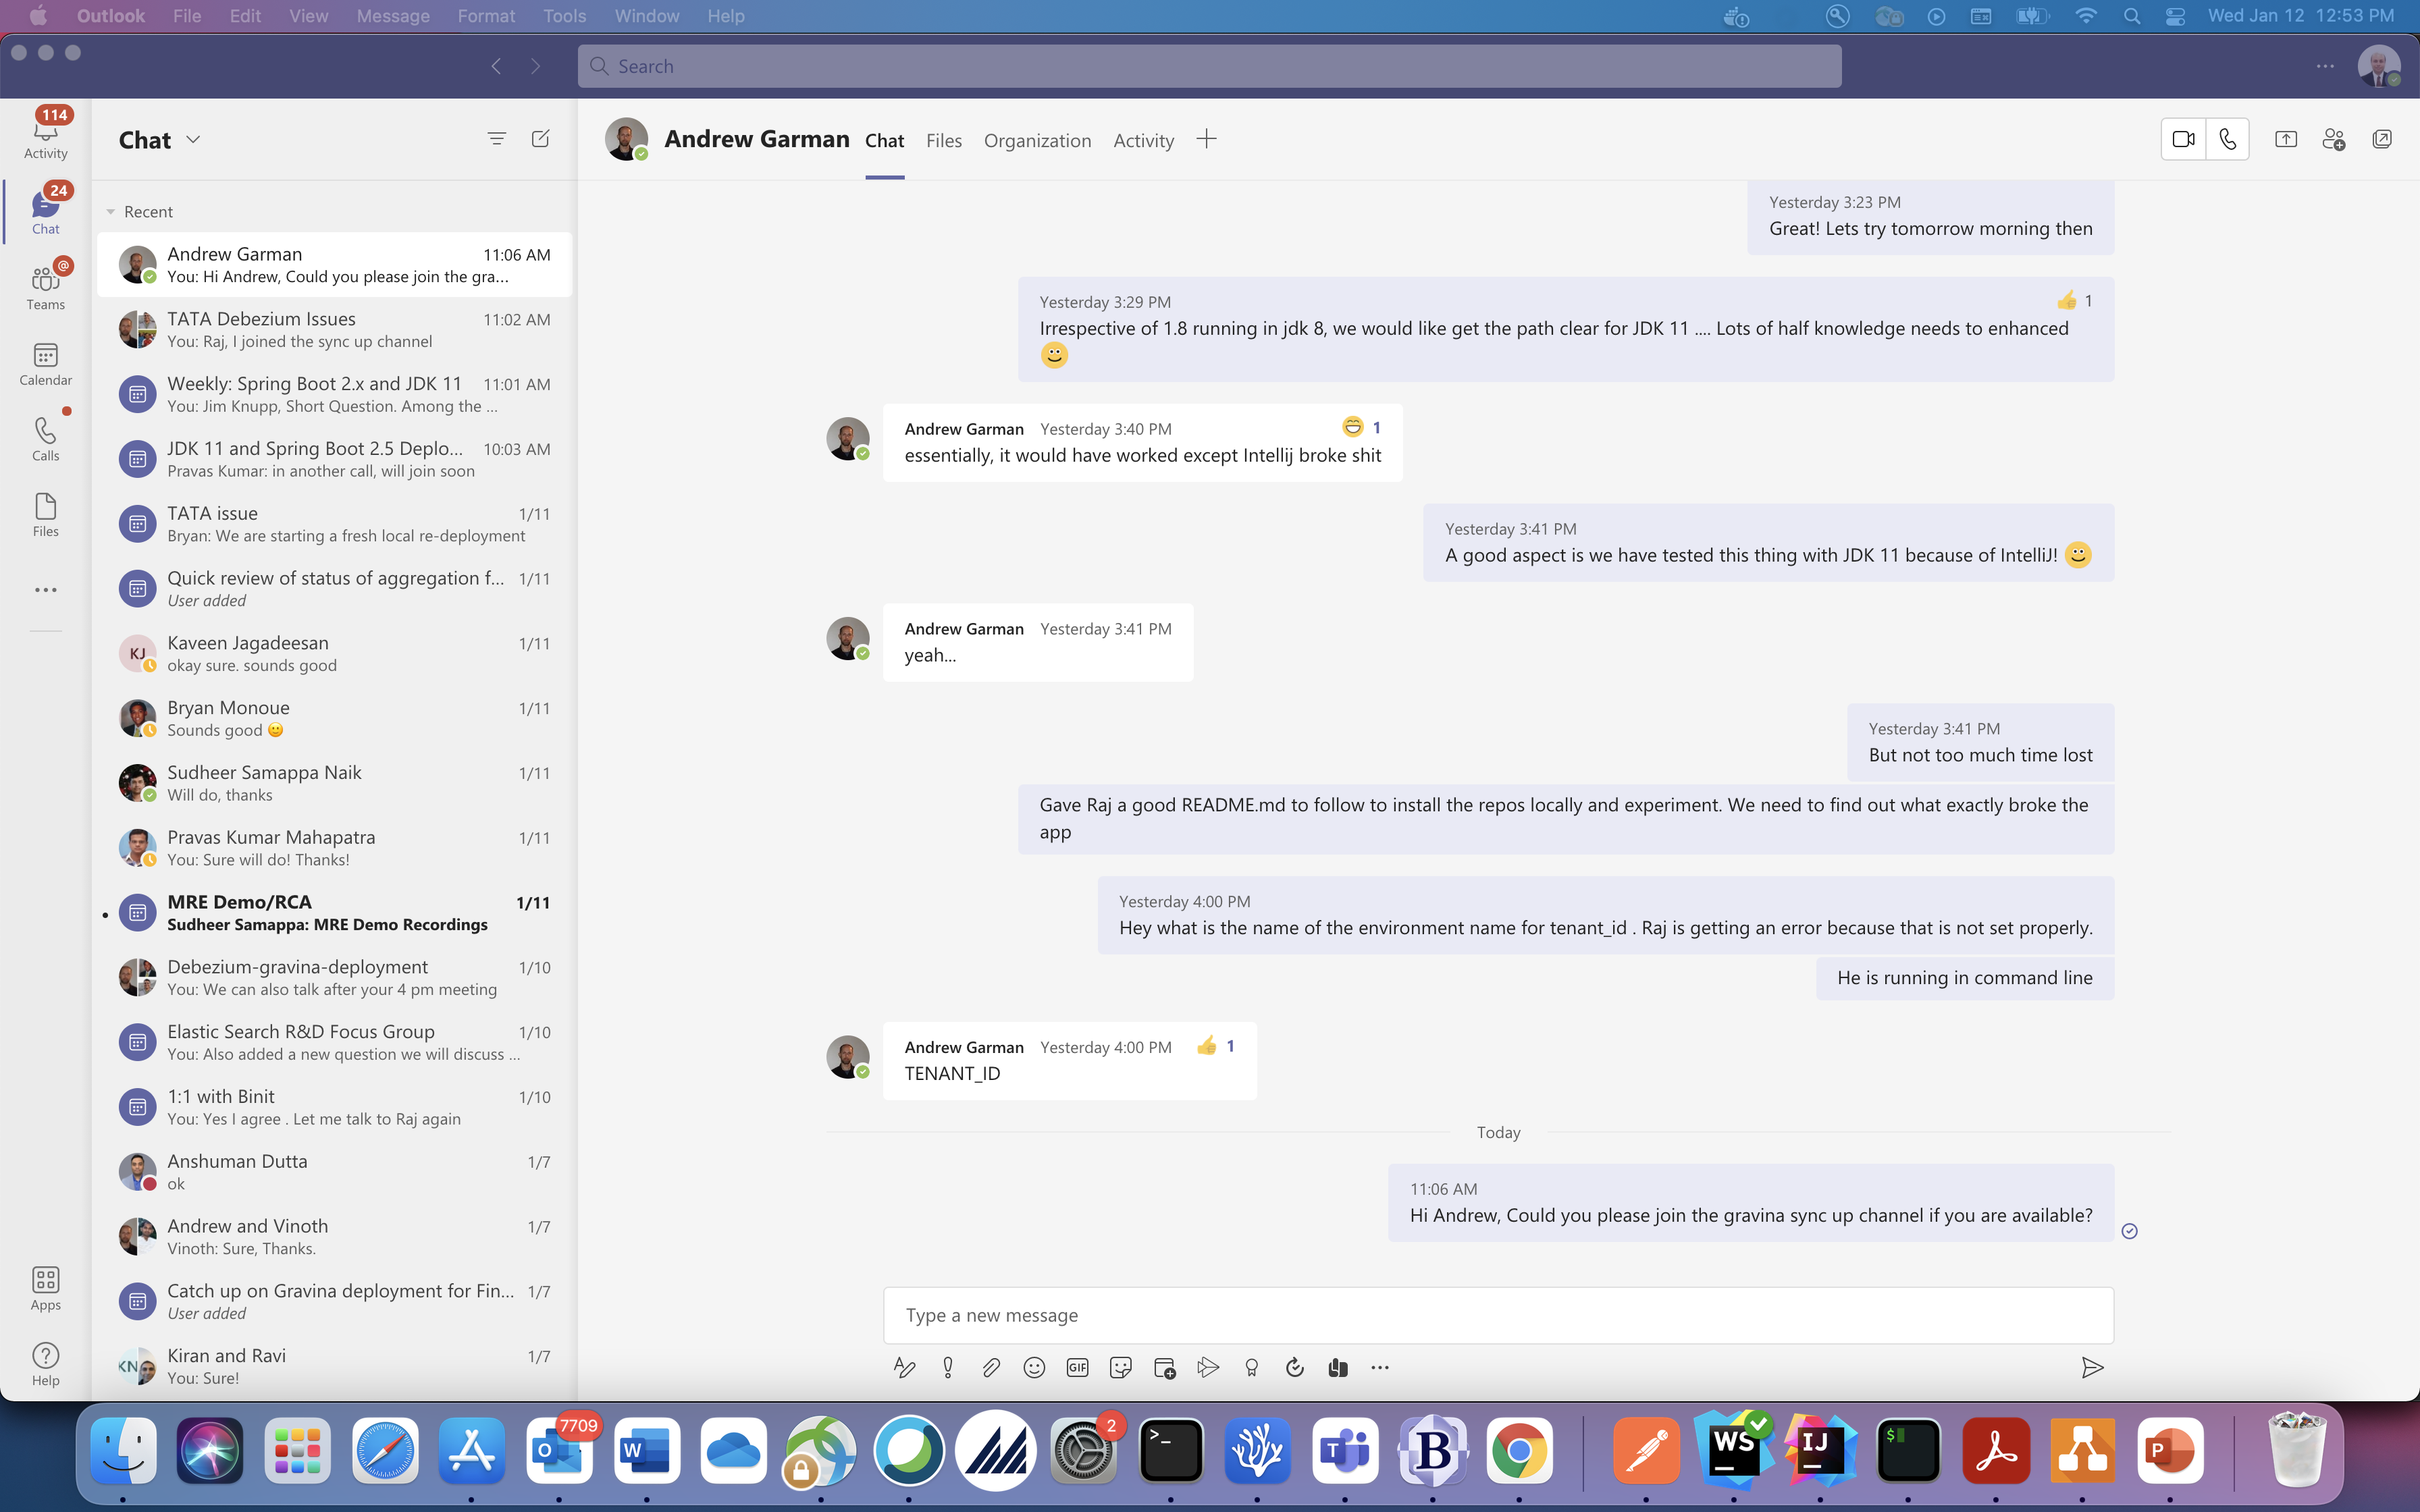 Outlook File Edit View Message Format Tools Window Help Wed Jan 12 12:53 PM
Search
114
Activity
24
Chat
@
Teams
Calendar
Calls
Files
Apps
Help
Chat
Recent
Andrew Garman 11:06 AM
You: Hi Andrew, Could you please join the gra...
TATA Debezium Issues 11:02 AM
You: Raj, I joined the sync up channel
Weekly: Spring Boot 2.x and JDK 11 11:01 AM
You: Jim Knupp, Short Question. Among the ...
JDK 11 and Spring Boot 2.5 Deplo... 10:03 AM
Pravas Kumar: in another call, will join soon
TATA issue 1/11
Bryan: We are starting a fresh local re-deployment
Quick review of status of aggregation f... 1/11
User added
KJ
Kaveen Jagadeesan 1/11
okay sure. sounds good
Bryan Monoue 1/11
Sounds good 🙂
Sudheer Samappa Naik 1/11
Will do, thanks
Pravas Kumar Mahapatra 1/11
You: Sure will do! Thanks!
MRE Demo/RCA 1/11
Sudheer Samappa: MRE Demo Recordings
Debezium-gravina-deployment 1/10
You: We can also talk after your 4 pm meeting
Elastic Search R&D Focus Group 1/10
You: Also added a new question we will discuss ...
1:1 with Binit 1/10
You: Yes I agree . Let me talk to Raj again
Anshuman Dutta 1/7
ok
Andrew and Vinoth 1/7
Vinoth: Sure, Thanks.
Catch up on Gravina deployment for Fin... 1/7
User added
KN
Kiran and Ravi 1/7
You: Sure!
Andrew Garman Chat Files Organization Activity
Yesterday 3:23 PM
Great! Lets try tomorrow morning then
Yesterday 3:29 PM 👍 1
Irrespective of 1.8 running in jdk 8, we would like get the path clear for JDK 11 .... Lots of half knowledge needs to enhanced
🙂
Andrew Garman Yesterday 3:40 PM 😄 1
essentially, it would have worked except Intellij broke shit
Yesterday 3:41 PM
A good aspect is we have tested this thing with JDK 11 because of IntelliJ! 🙂
Andrew Garman Yesterday 3:41 PM
yeah...
Yesterday 3:41 PM
But not too much time lost
Gave Raj a good README.md to follow to install the repos locally and experiment. We need to find out what exactly broke the
app
Yesterday 4:00 PM
Hey what is the name of the environment name for tenant_id . Raj is getting an error because that is not set properly.
He is running in command line
Andrew Garman Yesterday 4:00 PM 👍 1
TENANT_ID
Today
11:06 AM
Hi Andrew, Could you please join the gravina sync up channel if you are available?
Type a new message
GIF
7709
O
W
2
>_
T
B
WS
IJ
$
P